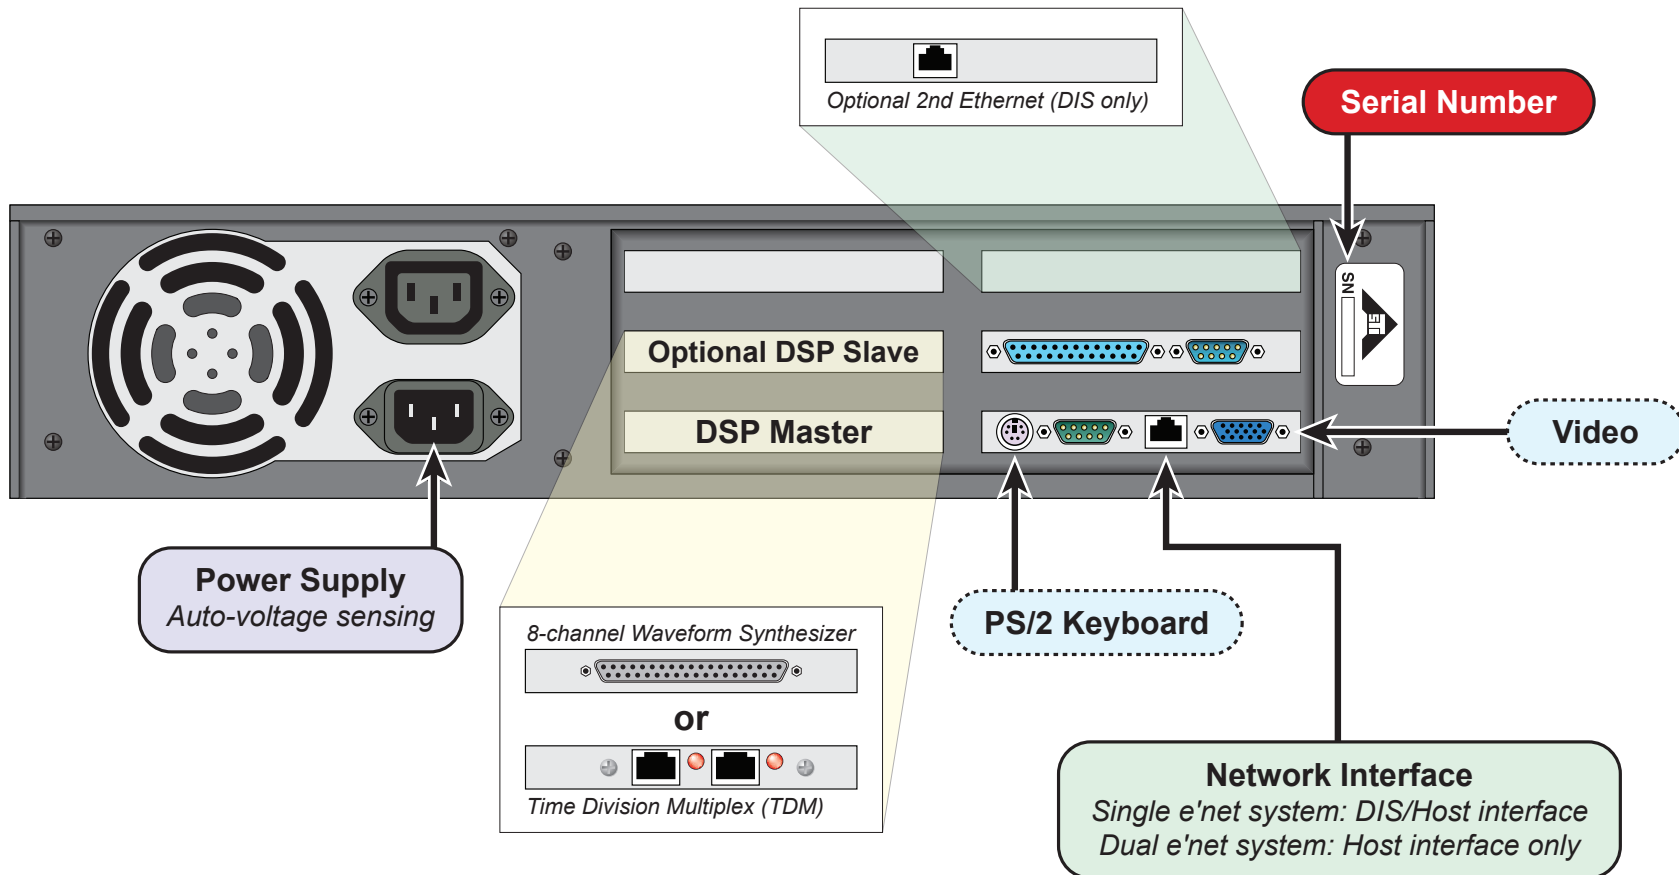 Optional 2nd Ethernet (DIS only)
Serial Number
SN
Optional DSP Slave
DSP Master
Video
Power Supply
Auto-voltage sensing
PS/2 Keyboard
8-channel Waveform Synthesizer
or
Time Division Multiplex (TDM)
Network Interface
Single e'net system: DIS/Host interface
Dual e'net system: Host interface only